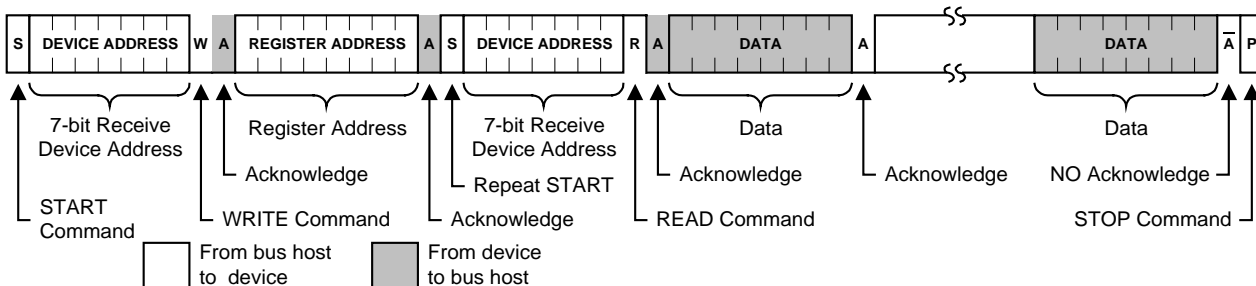 S DEVICE ADDRESS W A REGISTER ADDRESS A S DEVICE ADDRESS R A DATA A DATA A̅ P
7-bit Receive
Device Address
Register Address
7-bit Receive
Device Address
Data
Data
Acknowledge
Repeat START
Acknowledge
Acknowledge
NO Acknowledge
START
Command
WRITE Command
Acknowledge
READ Command
STOP Command
From bus host
to device
From device
to bus host